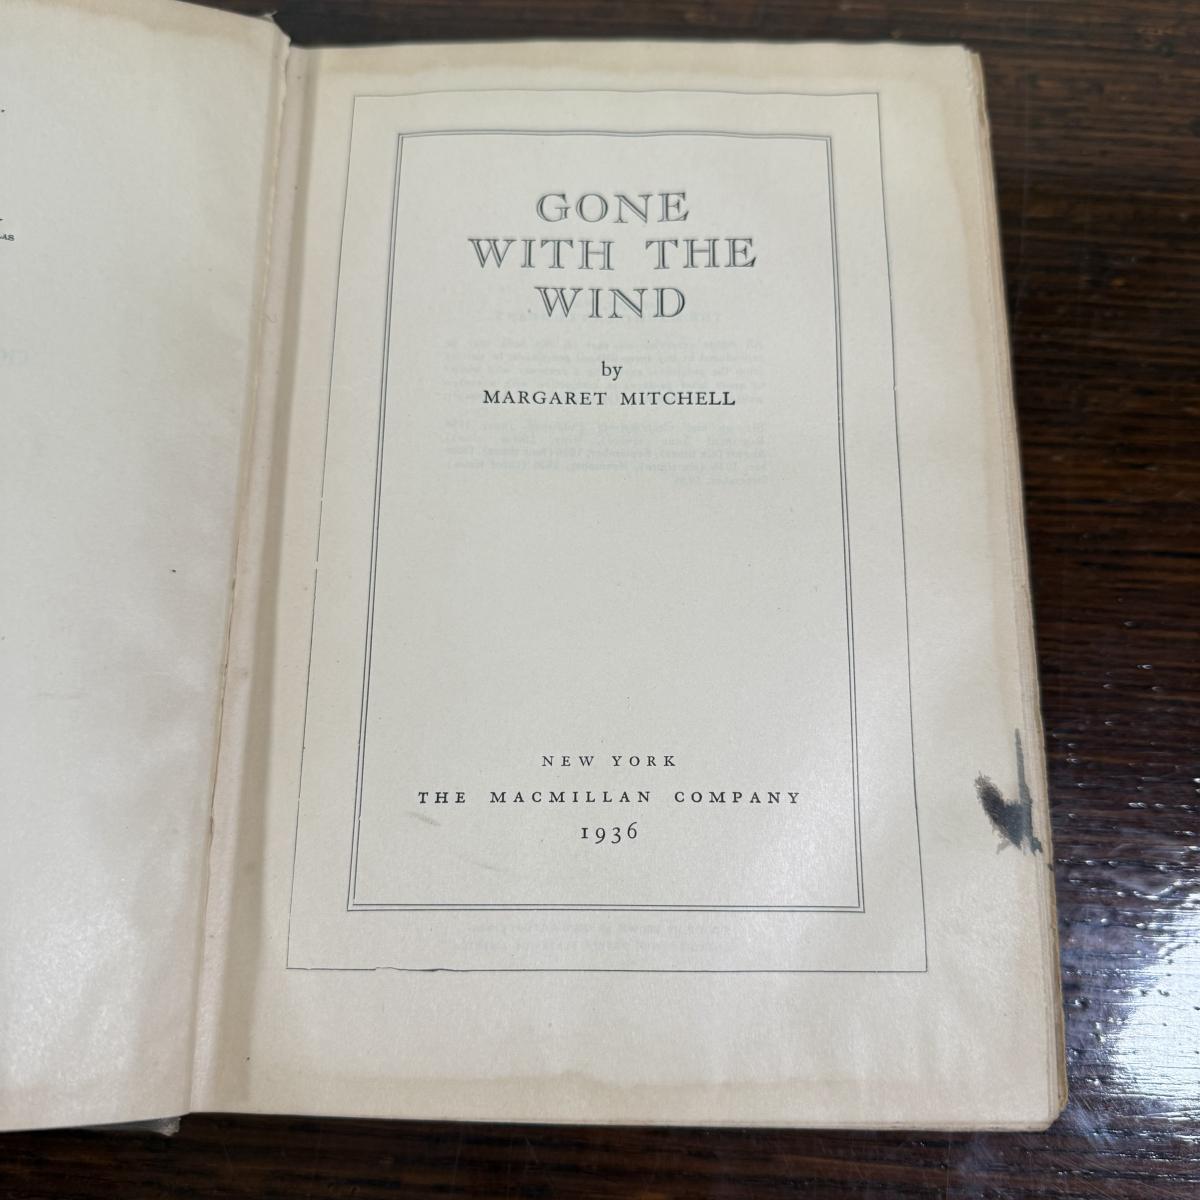 GONE
WITH THE
WIND
by
MARGARET MITCHELL
NEW YORK
THE MACMILLAN COMPANY
1936